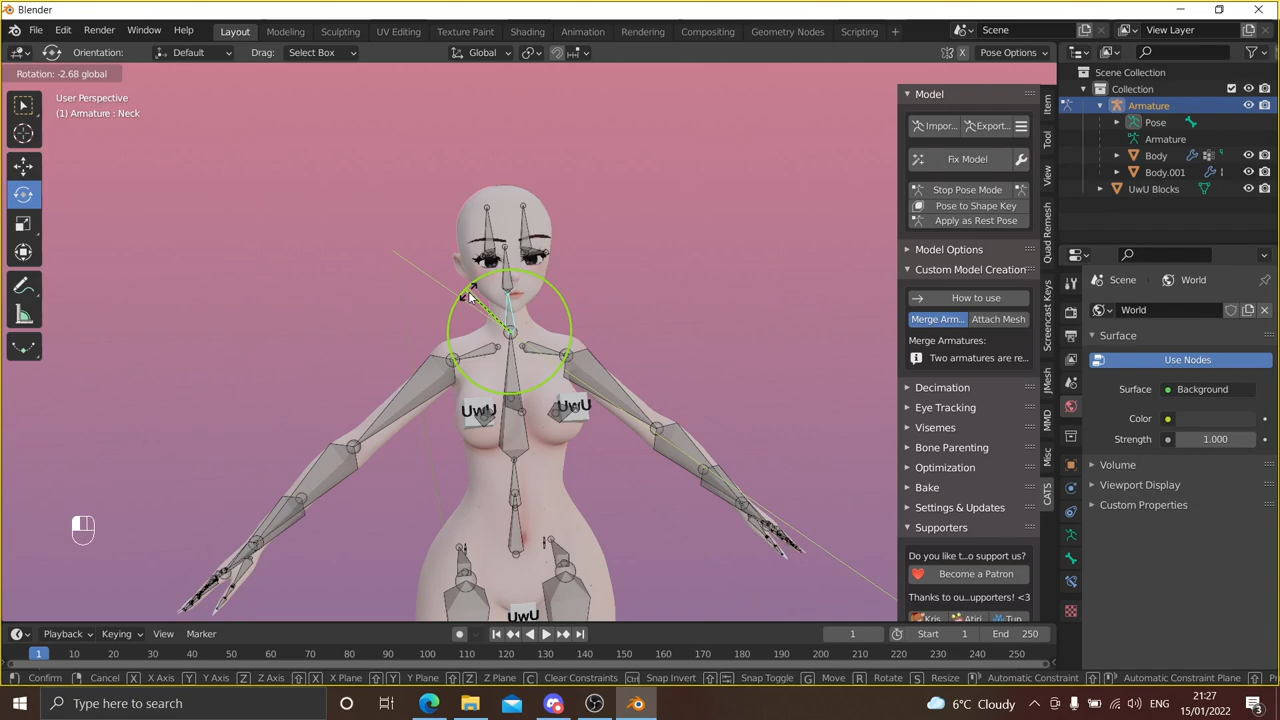 Blender
File Edit Render Window Help Layout Modeling Sculpting UV Editing Texture Paint Shading Animation Rendering Compositing Geometry Nodes Scripting + Scene View Layer
Orientation: Default Drag: Select Box Global X Pose Options
Rotation: -2.68 global
User Perspective
(1) Armature : Neck
Model
Impor... Export...
Fix Model
Stop Pose Mode
Pose to Shape Key
Apply as Rest Pose
Model Options
Custom Model Creation
How to use
Merge Arm... Attach Mesh
Merge Armatures:
Two armatures are re...
Decimation
Eye Tracking
Visemes
Bone Parenting
Optimization
Bake
Settings & Updates
Supporters
Do you like t...o support us?
Become a Patron
Thanks to ou...upporters! <3
Kris Atiri Tup
Item
Tool
View
Quad Remesh
Screencast Keys
JMesh
MMD
Misc
CATS
UwU UwU
UwU
Scene Collection
Collection
Armature
Pose
Armature
Body
Body.001
UwU Blocks
Scene World
World
Surface
Use Nodes
Surface Background
Color
Strength 1.000
Volume
Viewport Display
Custom Properties
Playback Keying View Marker 1 Start 1 End 250
1 10 20 30 40 50 60 70 80 90 100 110 120 130 140 150 160 170 180 190 200 210 220 230 240 250
Confirm Cancel X X Axis Y Y Axis Z Z Axis X X Plane Y Y Plane Z Z Plane C Clear Constraints Ctrl Snap Invert Snap Toggle G Move R Rotate S Resize Automatic Constraint Automatic Constraint Plane
Type here to search
6°C Cloudy
21:27
15/01/2022
3